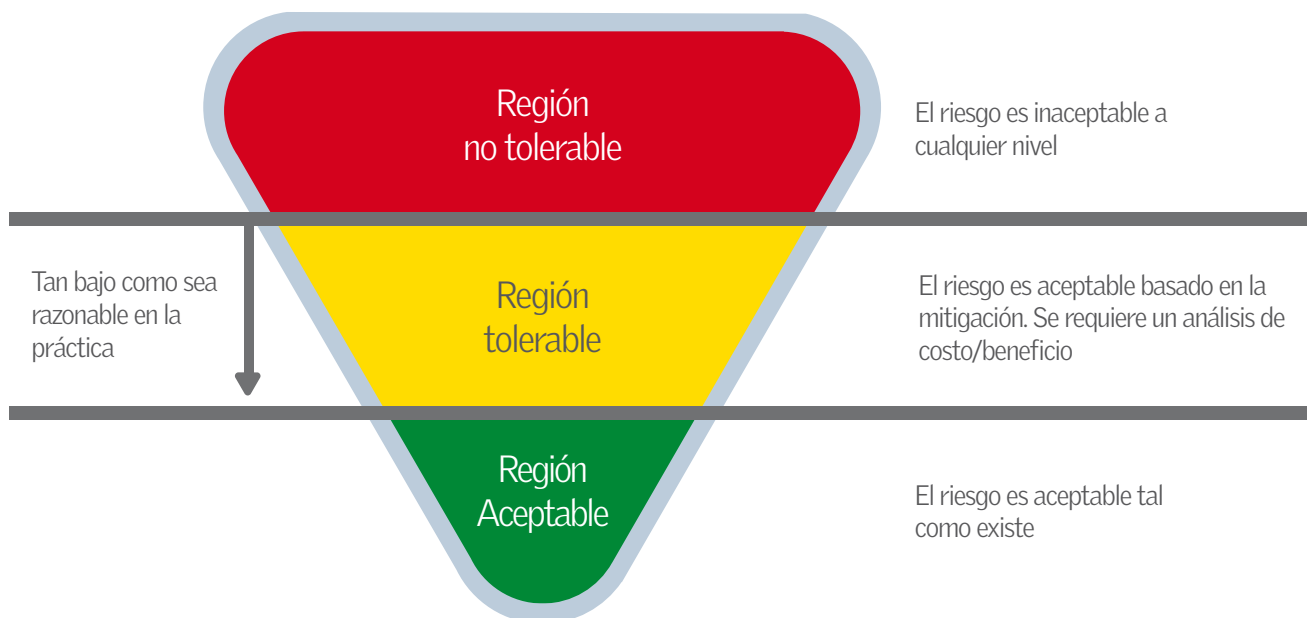 Región
no tolerable
El riesgo es inaceptable a
cualquier nivel
Tan bajo como sea
razonable en la
práctica
Región
tolerable
El riesgo es aceptable basado en la
mitigación. Se requiere un análisis de
costo/beneficio
Región
Aceptable
El riesgo es aceptable tal
como existe